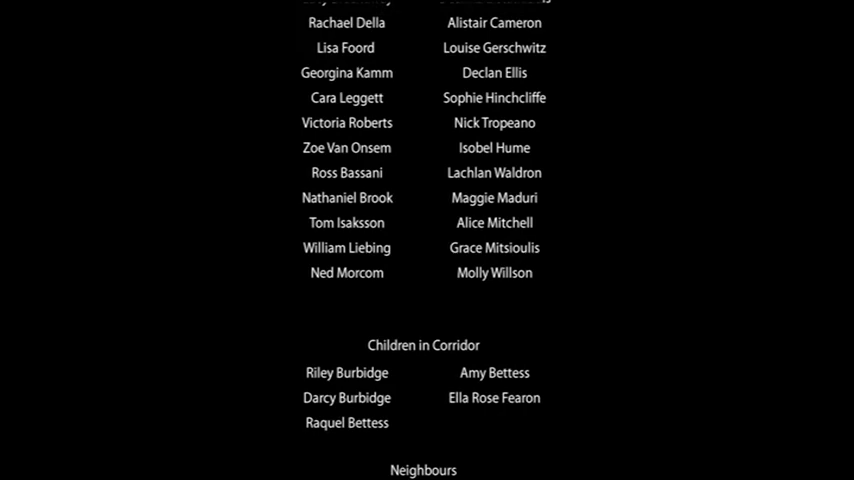 Rachael Della Alistair Cameron
Lisa Foord Louise Gerschwitz
Georgina Kamm Declan Ellis
Cara Leggett Sophie Hinchcliffe
Victoria Roberts Nick Tropeano
Zoe Van Onsem Isobel Hume
Ross Bassani Lachlan Waldron
Nathaniel Brook Maggie Maduri
Tom Isaksson Alice Mitchell
William Liebing Grace Mitsioulis
Ned Morcom Molly Willson
Children in Corridor
Riley Burbidge Amy Bettess
Darcy Burbidge Ella Rose Fearon
Raquel Bettess
Neighbours